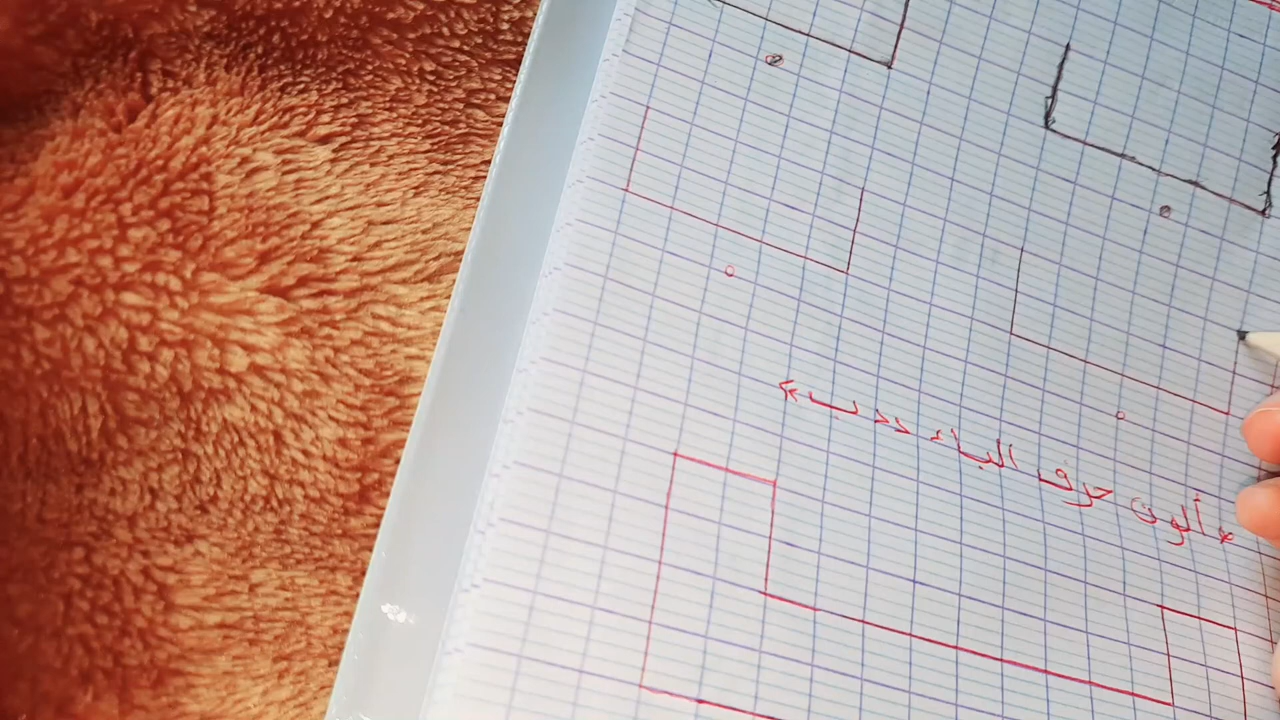 * ألون حرف الباء << ب >>